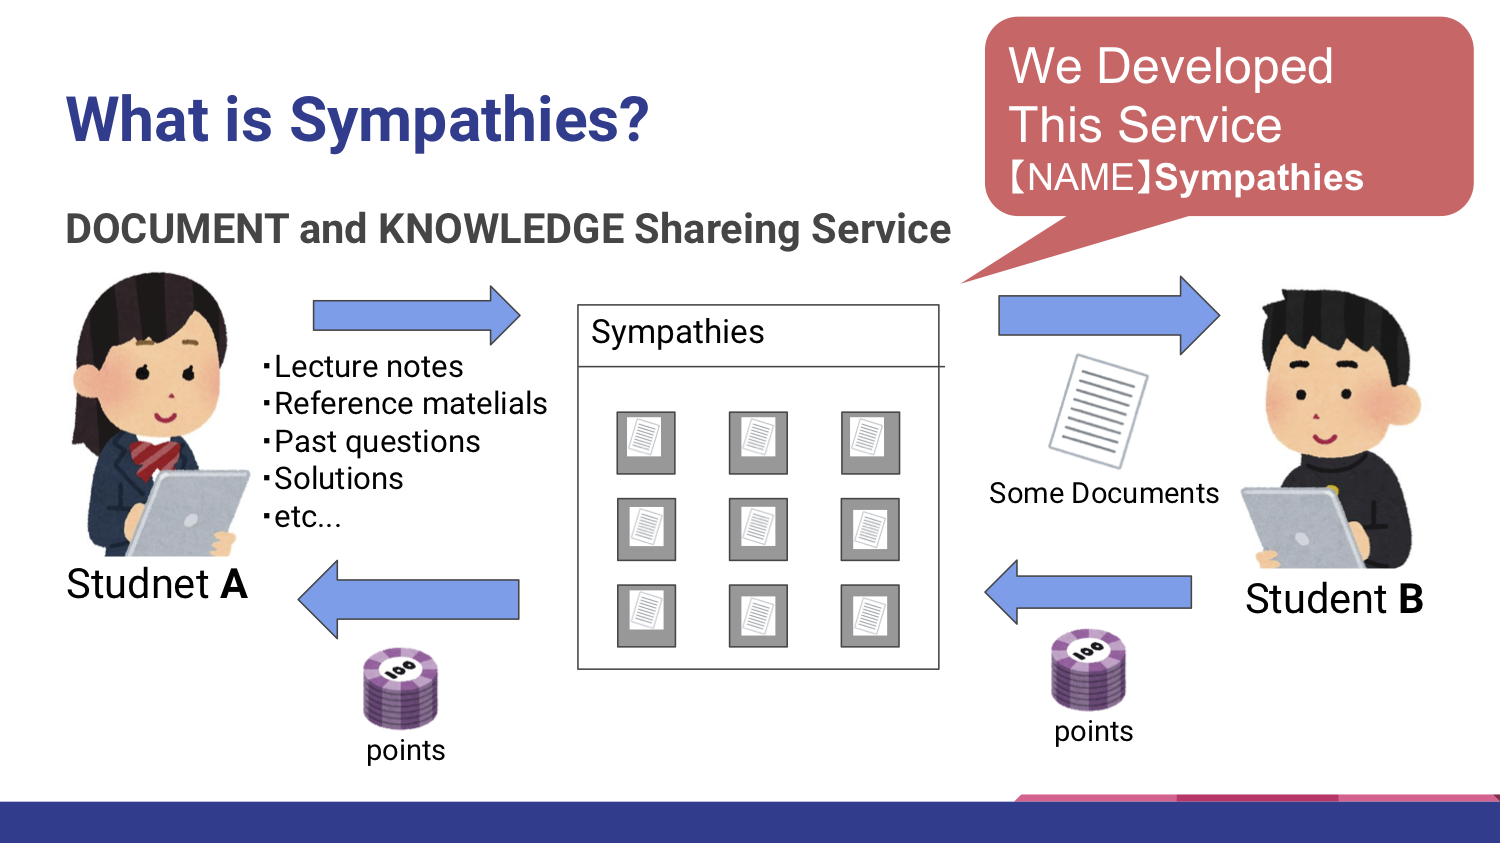 What is Sympathies?
We Developed
This Service
【NAME】Sympathies
DOCUMENT and KNOWLEDGE Shareing Service
・Lecture notes
・Reference matelials
・Past questions
・Solutions
・etc...
Studnet A
100
points
Sympathies
Some Documents
Student B
100
points